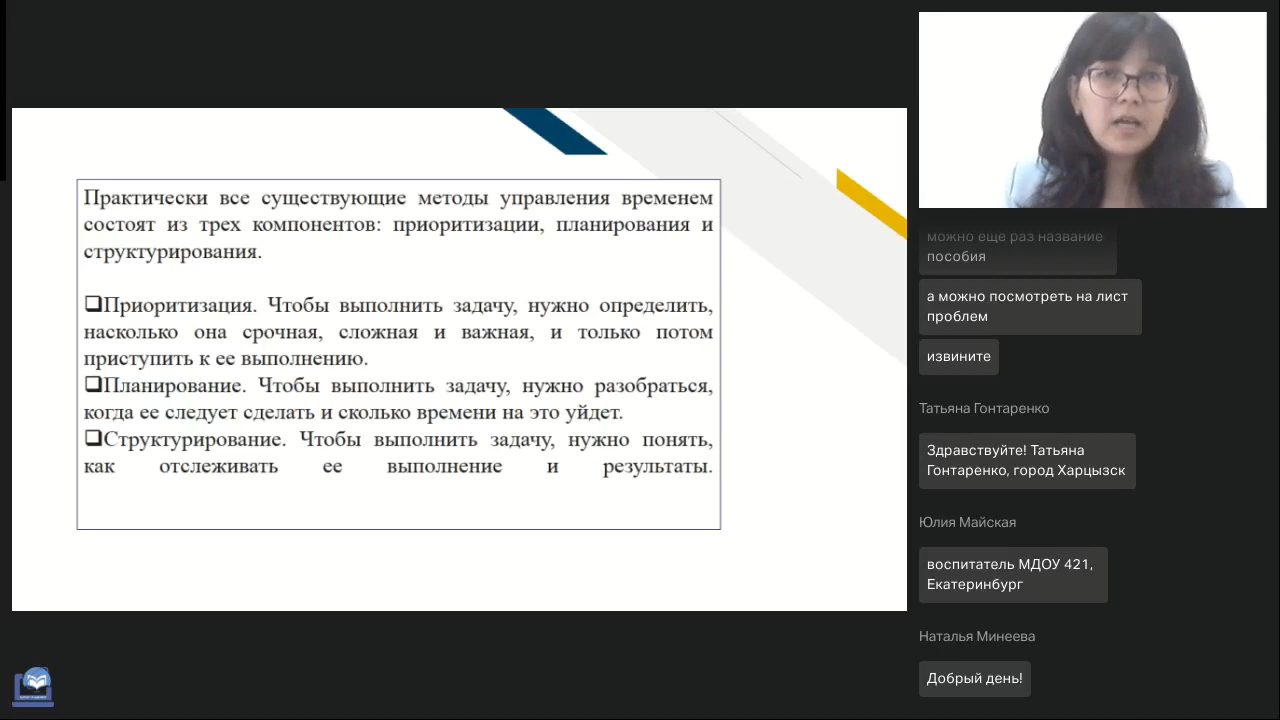 Практически все существующие методы управления временем
состоят из трех компонентов: приоритизации, планирования и
структурирования.
❑Приоритизация. Чтобы выполнить задачу, нужно определить,
насколько она срочная, сложная и важная, и только потом
приступить к ее выполнению.
❑Планирование. Чтобы выполнить задачу, нужно разобраться,
когда ее следует сделать и сколько времени на это уйдет.
❑Структурирование. Чтобы выполнить задачу, нужно понять,
как отслеживать ее выполнение и результаты.
можно еще раз название
пособия
а можно посмотреть на лист
проблем
извините
Татьяна Гонтаренко
Здравствуйте! Татьяна
Гонтаренко, город Харцызск
Юлия Майская
воспитатель МДОУ 421,
Екатеринбург
Наталья Минеева
Добрый день!